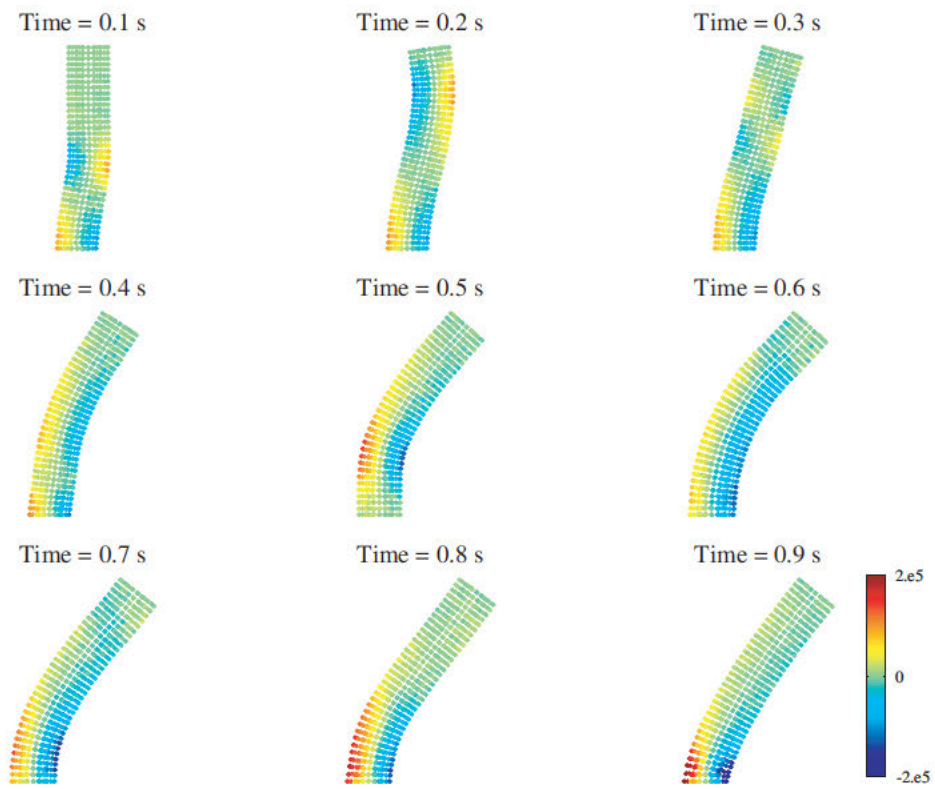 Time = 0.1 s
Time = 0.2 s
Time = 0.3 s
Time = 0.4 s
Time = 0.5 s
Time = 0.6 s
Time = 0.7 s
Time = 0.8 s
Time = 0.9 s
2.e5
0
-2.e5